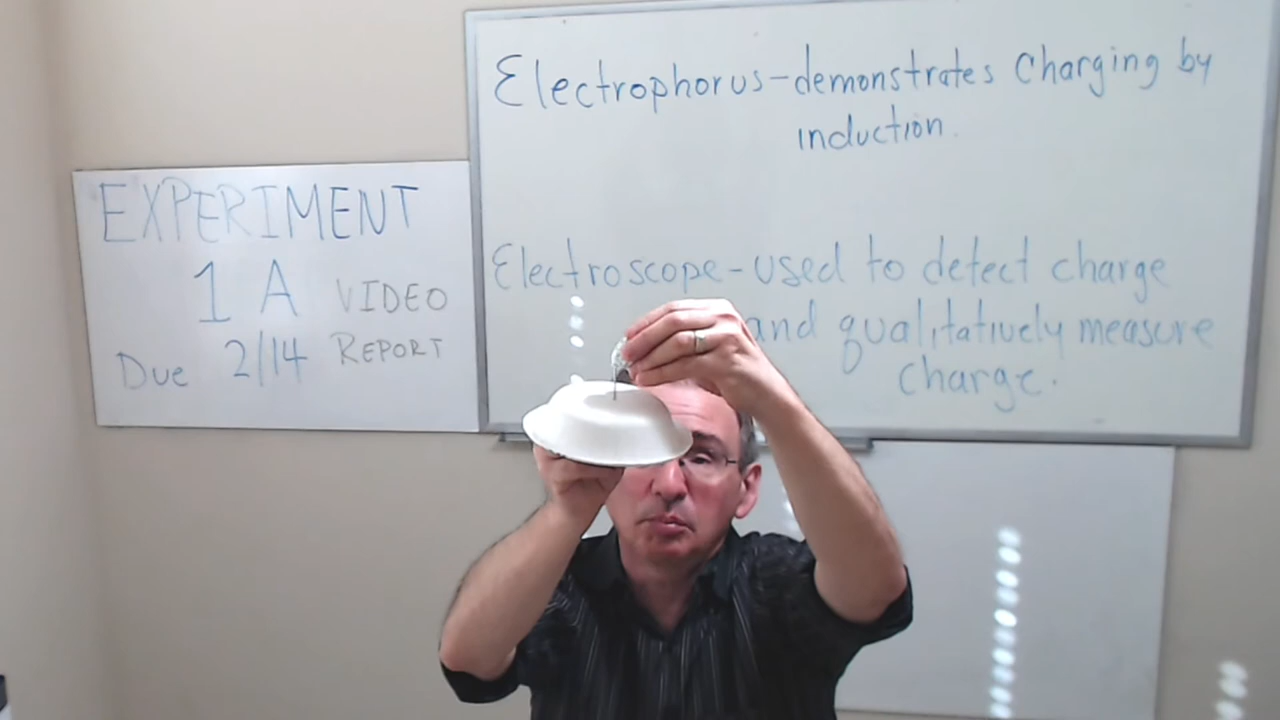 EXPERIMENT
1 A VIDEO
Due 2/14 REPORT
Electrophorus-demonstrates Charging by
induction.
Electroscope-used to detect charge
and qualitatively measure
charge.